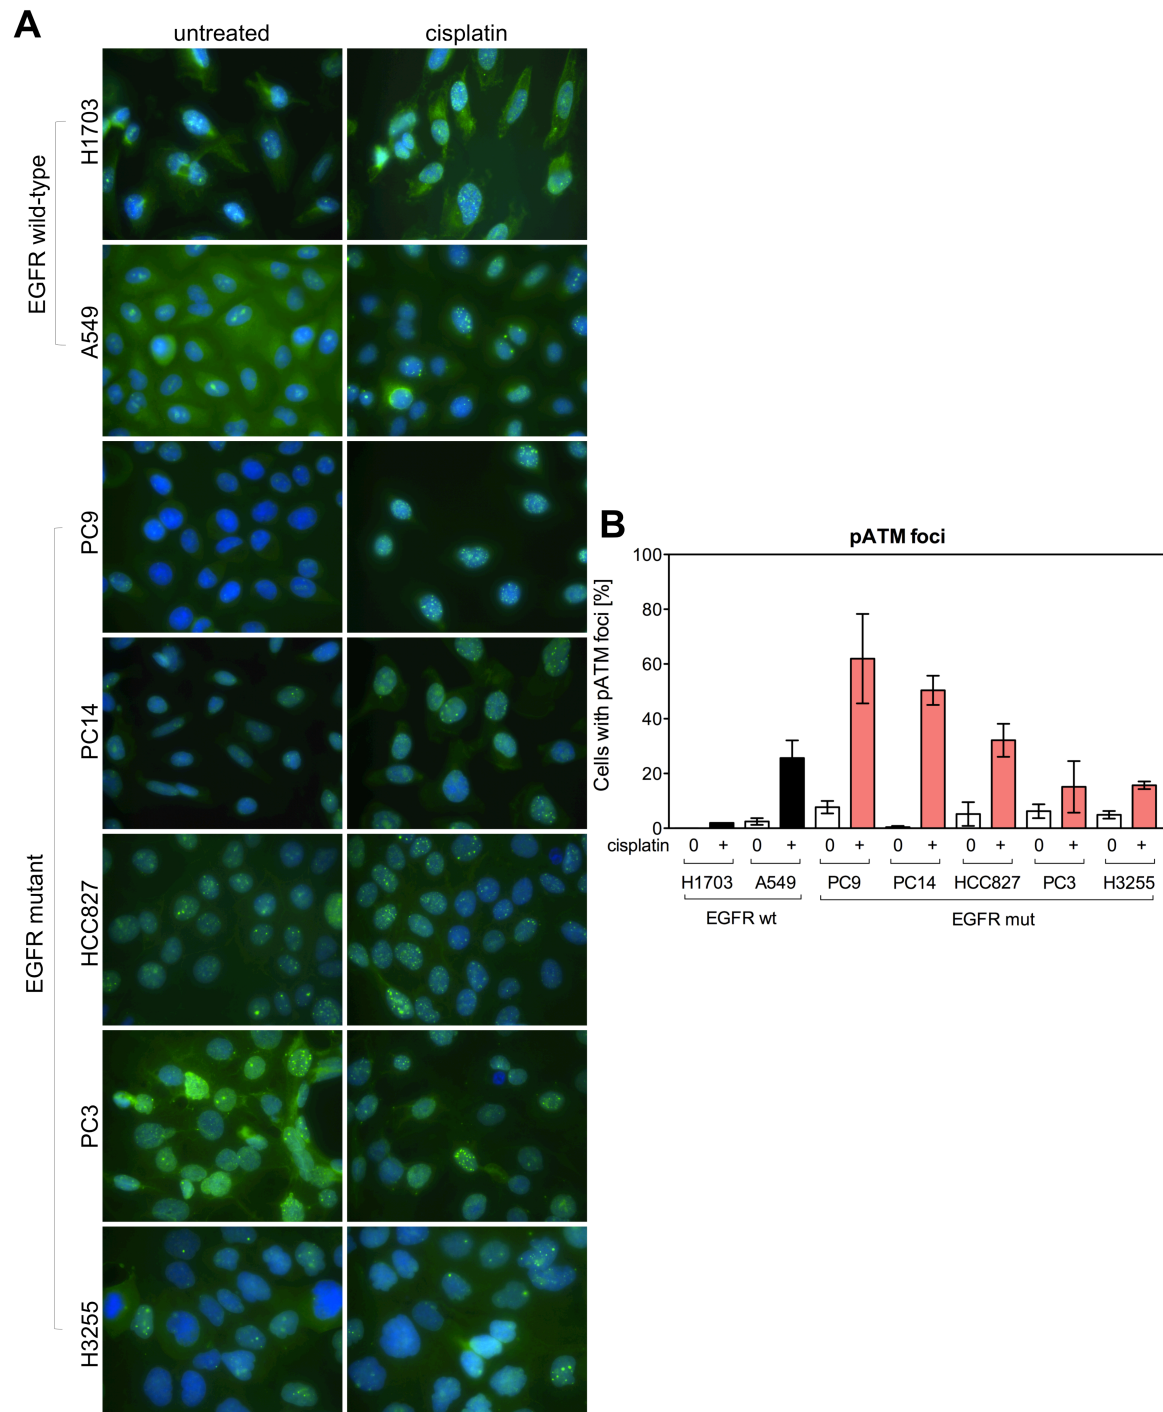 A
untreated cisplatin
EGFR wild-type
H1703
A549
EGFR mutant
PC9
PC14
HCC827
PC3
H3255
B
pATM foci
Cells with pATM foci [%]
100
80
60
40
20
0
cisplatin 0 + 0 + 0 + 0 + 0 + 0 + 0 +
H1703 A549 PC9 PC14 HCC827 PC3 H3255
EGFR wt EGFR mut